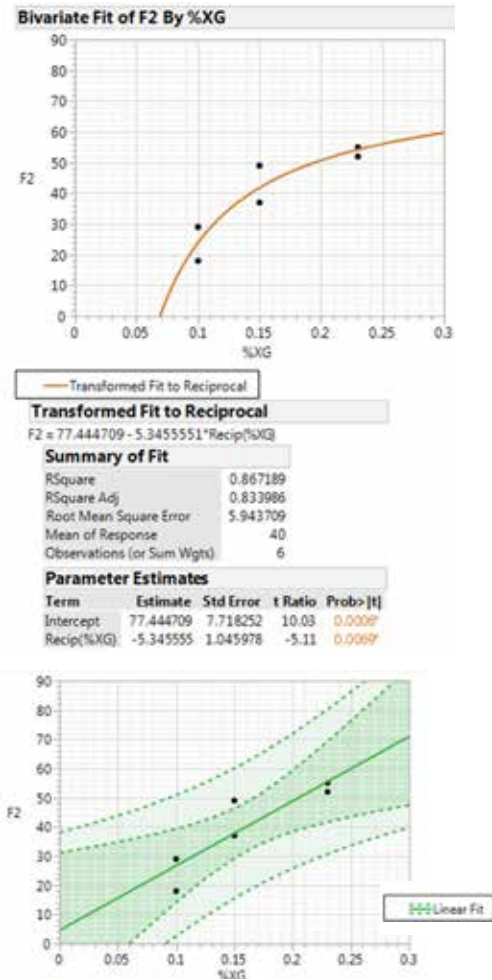 Bivariate Fit of F2 By %XG
90
80
70
60
50
40
30
20
10
0
F2
0 0.05 0.1 0.15 0.2 0.25 0.3
%XG
Transformed Fit to Reciprocal
Transformed Fit to Reciprocal
F2 = 77.444709 - 5.3455551*Recip(%XG)
Summary of Fit
RSquare 0.867189
RSquare Adj 0.833986
Root Mean Square Error 5.943709
Mean of Response 40
Observations (or Sum Wgts) 6
Parameter Estimates
Term Estimate Std Error t Ratio Prob>|t|
Intercept 77.444709 7.718252 10.03 0.0006*
Recip(%XG) -5.345555 1.045978 -5.11 0.0069*
90
80
70
60
50
40
30
20
10
0
F2
0 0.05 0.1 0.15 0.2 0.25 0.3
%XG
Linear Fit